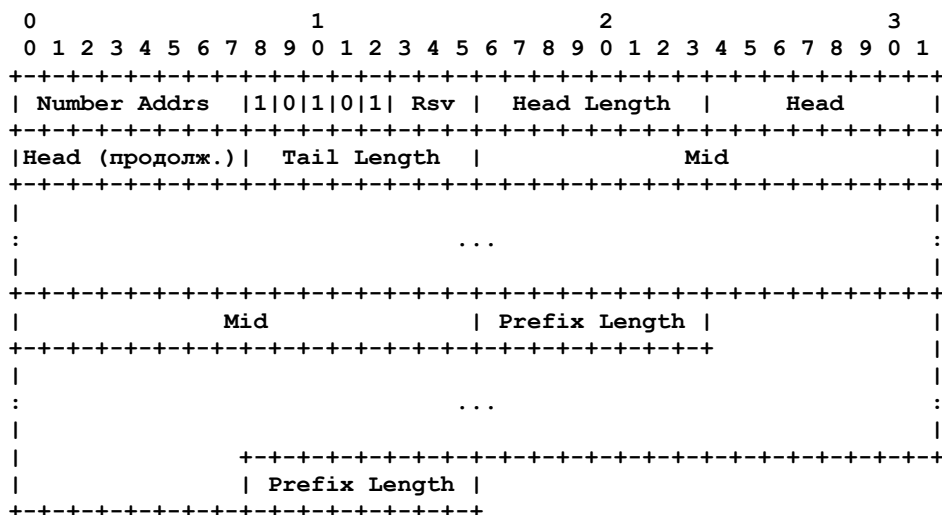 0                   1                   2                   3
0 1 2 3 4 5 6 7 8 9 0 1 2 3 4 5 6 7 8 9 0 1 2 3 4 5 6 7 8 9 0 1
+-+-+-+-+-+-+-+-+-+-+-+-+-+-+-+-+-+-+-+-+-+-+-+-+-+-+-+-+-+-+-+-+
| Number Addrs  |1|0|1|0|1| Rsv |  Head Length  |     Head      |
+-+-+-+-+-+-+-+-+-+-+-+-+-+-+-+-+-+-+-+-+-+-+-+-+-+-+-+-+-+-+-+-+
|Head (продолж.)|  Tail Length  |              Mid              |
+-+-+-+-+-+-+-+-+-+-+-+-+-+-+-+-+-+-+-+-+-+-+-+-+-+-+-+-+-+-+-+-+
|                                                               |
:                              ...                              :
|                                                               |
+-+-+-+-+-+-+-+-+-+-+-+-+-+-+-+-+-+-+-+-+-+-+-+-+-+-+-+-+-+-+-+-+
|              Mid              | Prefix Length |               |
+-+-+-+-+-+-+-+-+-+-+-+-+-+-+-+-+-+-+-+-+-+-+-+-+               |
|                                                               |
:                              ...                              :
|                                                               |
|               +-+-+-+-+-+-+-+-+-+-+-+-+-+-+-+-+-+-+-+-+-+-+-+-+
|               | Prefix Length |
+-+-+-+-+-+-+-+-+-+-+-+-+-+-+-+-+